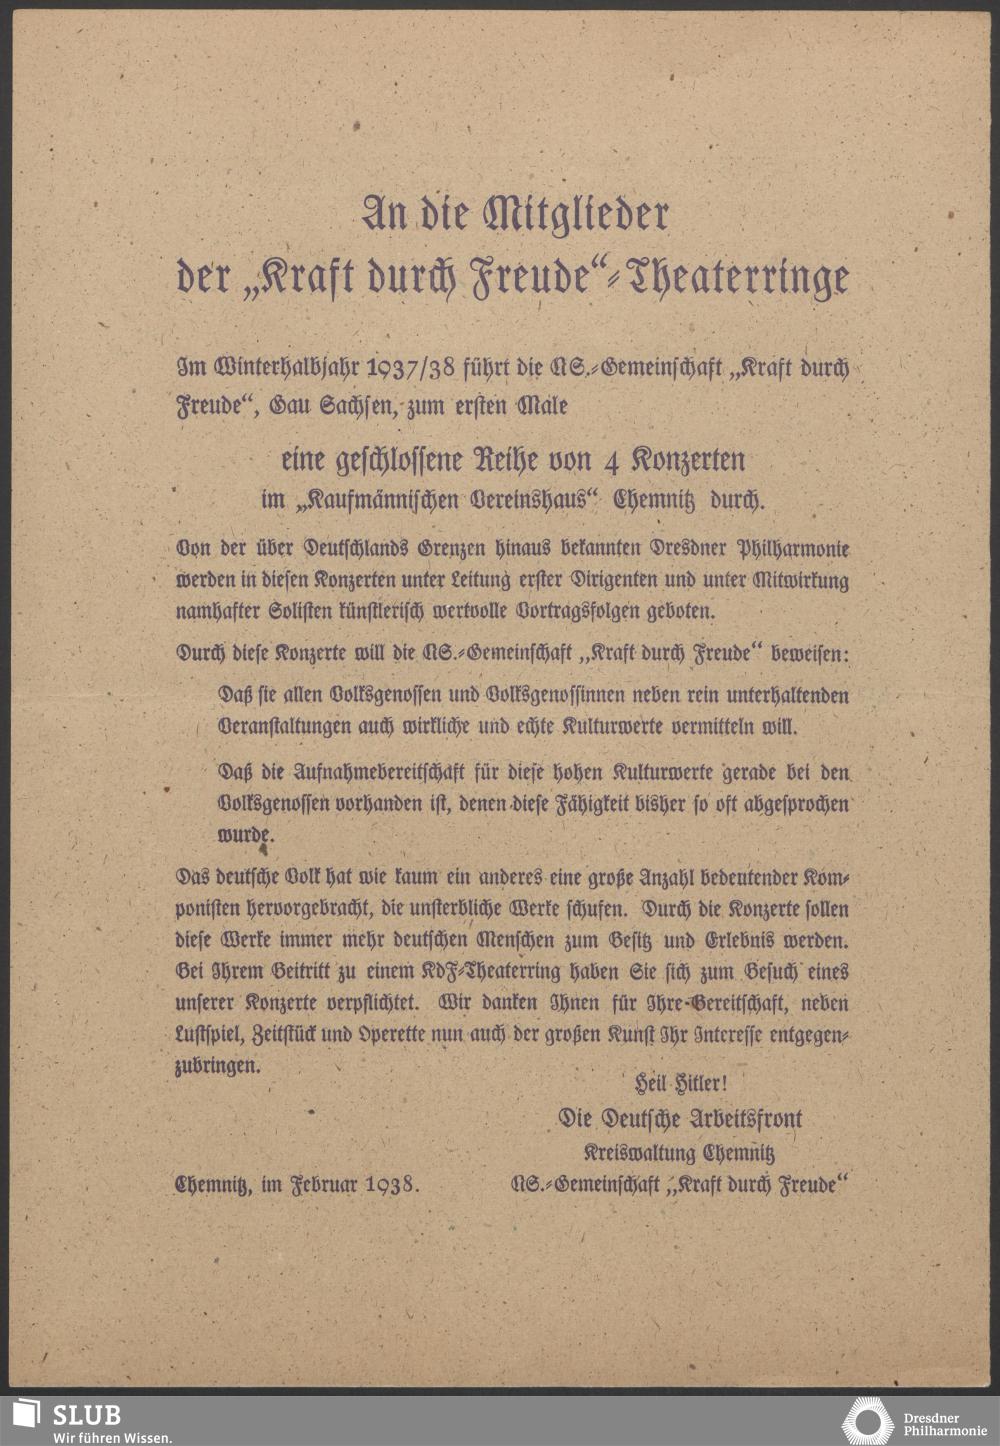 An die Mitglieder
der „Kraft durch Freude“-Theaterringe
Im Winterhalbjahr 1937/38 führt die NS.-Gemeinschaft „Kraft durch
Freude“, Gau Sachsen, zum ersten Male
eine geschlossene Reihe von 4 Konzerten
im „Kaufmännischen Vereinshaus“ Chemnitz durch.
Von der über Deutschlands Grenzen hinaus bekannten Dresdner Philharmonie
werden in diesen Konzerten unter Leitung erster Dirigenten und unter Mitwirkung
namhafter Solisten künstlerisch wertvolle Vortragsfolgen geboten.
Durch diese Konzerte will die NS.-Gemeinschaft „Kraft durch Freude“ beweisen:
Daß sie allen Volksgenossen und Volksgenossinnen neben rein unterhaltenden
Veranstaltungen auch wirkliche und echte Kulturwerte vermitteln will.
Daß die Aufnahmebereitschaft für diese hohen Kulturwerte gerade bei den
Volksgenossen vorhanden ist, denen diese Fähigkeit bisher so oft abgesprochen
wurde.
Das deutsche Volk hat wie kaum ein anderes eine große Anzahl bedeutender Kom-
ponisten hervorgebracht, die unsterbliche Werke schufen. Durch die Konzerte sollen
diese Werke immer mehr deutschen Menschen zum Besitz und Erlebnis werden.
Bei Ihrem Beitritt zu einem KdF-Theaterring haben Sie sich zum Besuch eines
unserer Konzerte verpflichtet. Wir danken Ihnen für Ihre Bereitschaft, neben
Lustspiel, Zeitstück und Operette nun auch der großen Kunst Ihr Interesse entgegen-
zubringen.
Heil Hitler!
Die Deutsche Arbeitsfront
Kreiswaltung Chemnitz
Chemnitz, im Februar 1938. NS.-Gemeinschaft „Kraft durch Freude“
SLUB
Wir führen Wissen.
Dresdner
Philharmonie